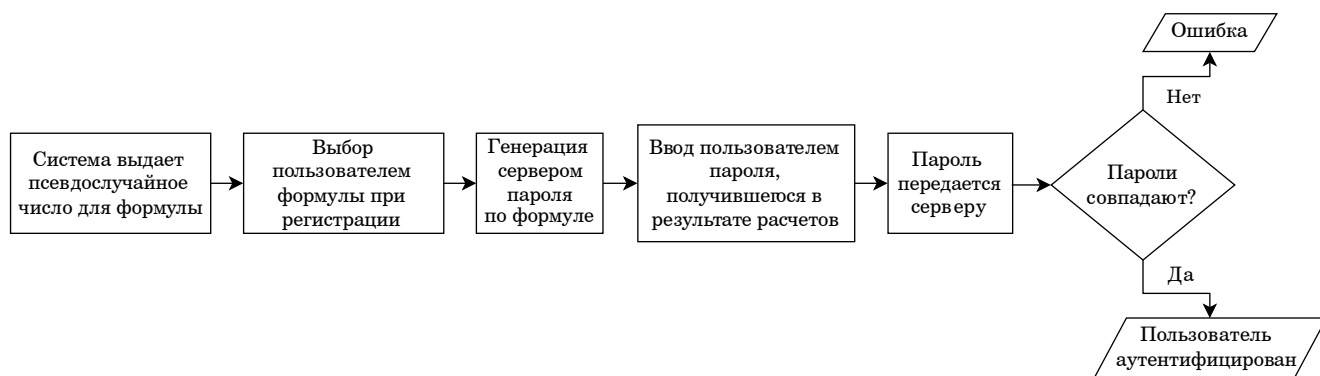 Система выдает
псевдослучайное
число для формулы
Выбор
пользователем
формулы при
регистрации
Генерация
сервером
пароля
по формуле
Ввод пользователем
пароля,
получившегося в
результате расчетов
Пароль
передается
серверу
Пароли
совпадают?
Нет
Ошибка
Да
Пользователь
аутентифицирован